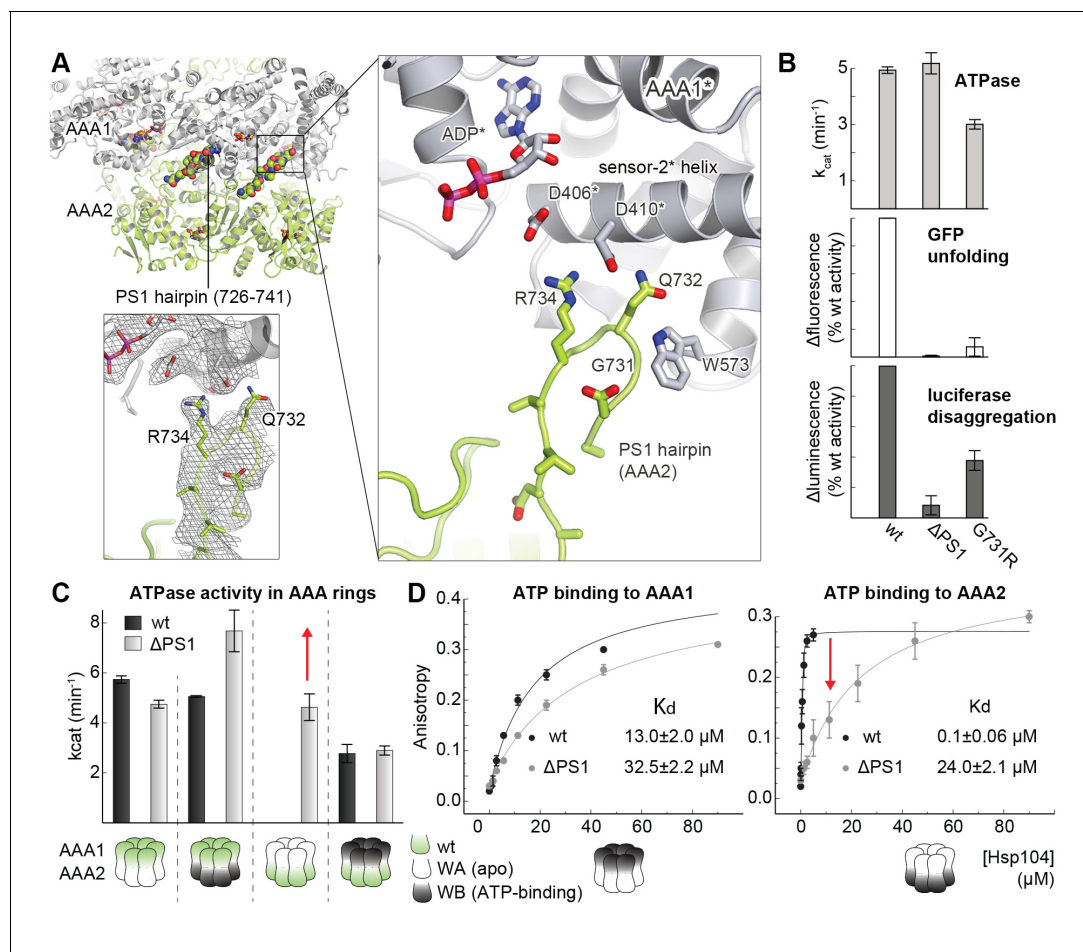 A
AAA1
AAA2
PS1 hairpin (726-741)
R734
Q732
AAA1*
ADP*
sensor-2* helix
D406*
D410*
R734
Q732
G731
W573
PS1 hairpin
(AAA2)
B
ATPase
kcat (min-1)
5
3
1
GFP
unfolding
Δfluorescence
(% wt activity)
luciferase
disaggregation
Δluminescence
(% wt activity)
wt
ΔPS1
G731R
C
ATPase activity in AAA rings
wt
ΔPS1
kcat (min-1)
8
6
4
2
AAA1
AAA2
wt
WA (apo)
WB (ATP-binding)
D
ATP binding to AAA1
Anisotropy
0.4
0.3
0.2
0.1
0.0
Kd
wt 13.0±2.0 µM
ΔPS1 32.5±2.2 µM
0 20 40 60 80 100
ATP binding to AAA2
0.3
0.2
0.1
0.0
Kd
wt 0.1±0.06 µM
ΔPS1 24.0±2.1 µM
0 20 40 60 80 100
[Hsp104]
(µM)